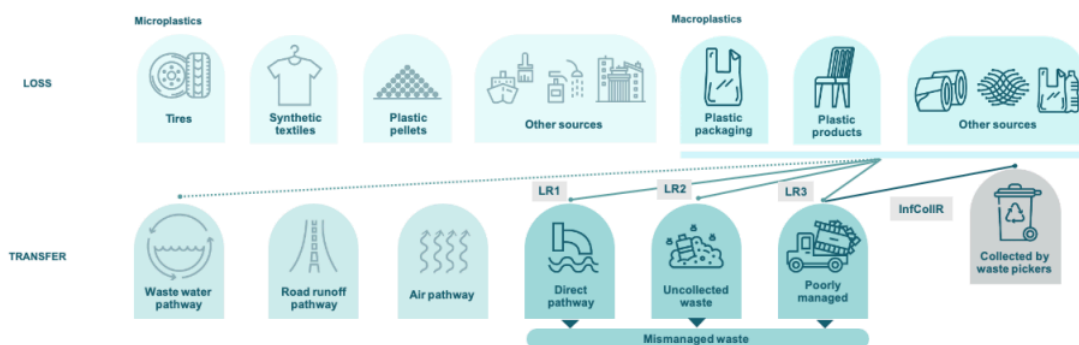 Microplastics
Macroplastics
LOSS
Tires
Synthetic
textiles
Plastic
pellets
Other sources
Plastic
packaging
Plastic
products
Other sources
LR1
LR2
LR3
InfCollR
TRANSFER
Waste water
pathway
Road runoff
pathway
Air pathway
Direct
pathway
Uncollected
waste
Poorly
managed
Collected by
waste pickers
Mismanaged waste